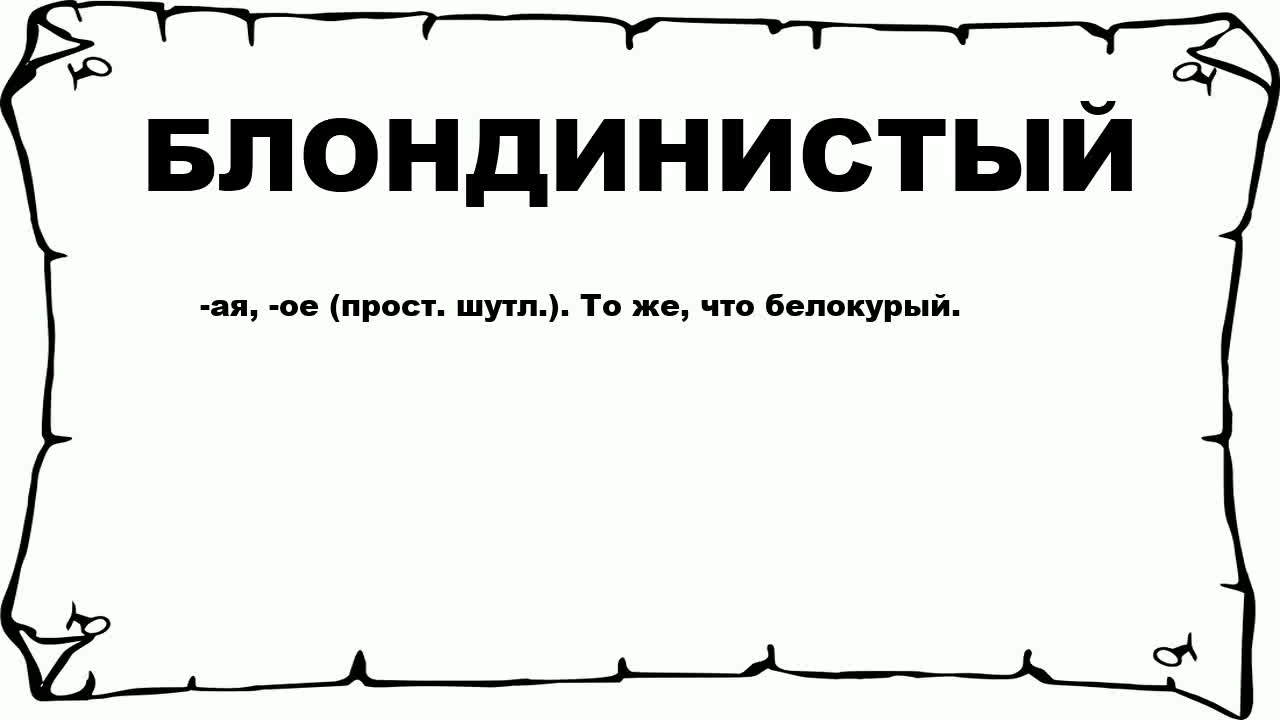 БЛОНДИНИСТЫЙ
-ая, -ое (прост. шутл.). То же, что белокурый.